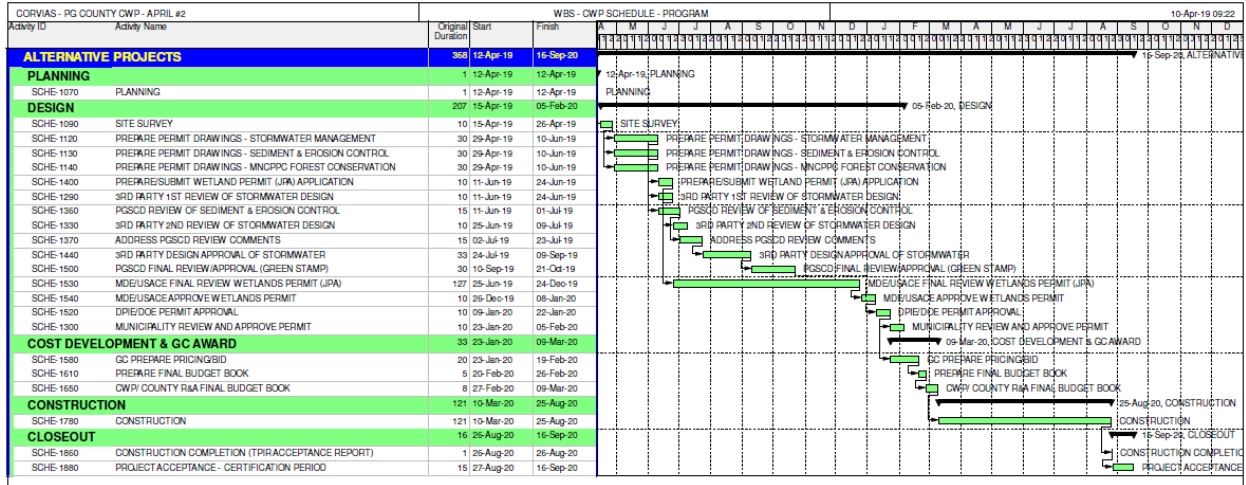 CORVIAS - PG COUNTY CWP - APRIL #2 WBS - CWP SCHEDULE - PROGRAM 10-Apr-19 09:22
Activity ID Activity Name Original Duration Start Finish A M J J A S O N D J F M A M J J A S O N D
ALTERNATIVE PROJECTS 368 12-Apr-19 16-Sep-20 16-Sep-20, ALTERNATIVE
PLANNING 1 12-Apr-19 12-Apr-19 12-Apr-19, PLANNING
SCHE-1070 PLANNING 1 12-Apr-19 12-Apr-19 PLANNING
DESIGN 207 15-Apr-19 05-Feb-20 05-Feb-20, DESIGN
SCHE-1090 SITE SURVEY 10 15-Apr-19 26-Apr-19 SITE SURVEY
SCHE-1120 PREPARE PERMIT DRAWINGS - STORMWATER MANAGEMENT 30 29-Apr-19 10-Jun-19 PREPARE PERMIT DRAWINGS - STORMWATER MANAGEMENT
SCHE-1130 PREPARE PERMIT DRAWINGS - SEDIMENT & EROSION CONTROL 30 29-Apr-19 10-Jun-19 PREPARE PERMIT DRAWINGS - SEDIMENT & EROSION CONTROL
SCHE-1140 PREPARE PERMIT DRAWINGS - MNCPPC FOREST CONSERVATION 30 29-Apr-19 10-Jun-19 PREPARE PERMIT DRAWINGS - MNCPPC FOREST CONSERVATION
SCHE-1400 PREPARE/SUBMIT WETLAND PERMIT (JPA) APPLICATION 10 11-Jun-19 24-Jun-19 PREPARE/SUBMIT WETLAND PERMIT (JPA) APPLICATION
SCHE-1290 3RD PARTY 1ST REVIEW OF STORMWATER DESIGN 10 11-Jun-19 24-Jun-19 3RD PARTY 1ST REVIEW OF STORMWATER DESIGN
SCHE-1360 PGSCD REVIEW OF SEDIMENT & EROSION CONTROL 15 11-Jun-19 01-Jul-19 PGSCD REVIEW OF SEDIMENT & EROSION CONTROL
SCHE-1330 3RD PARTY 2ND REVIEW OF STORMWATER DESIGN 10 25-Jun-19 09-Jul-19 3RD PARTY 2ND REVIEW OF STORMWATER DESIGN
SCHE-1370 ADDRESS PGSCD REVIEW COMMENTS 15 02-Jul-19 23-Jul-19 ADDRESS PGSCD REVIEW COMMENTS
SCHE-1440 3RD PARTY DESIGN APPROVAL OF STORMWATER 33 24-Jul-19 09-Sep-19 3RD PARTY DESIGN APPROVAL OF STORMWATER
SCHE-1500 PGSCD FINAL REVIEW/APPROVAL (GREEN STAMP) 30 10-Sep-19 21-Oct-19 PGSCD FINAL REVIEW/APPROVAL (GREEN STAMP)
SCHE-1530 MDE/USACE FINAL REVIEW WETLANDS PERMIT (JPA) 127 25-Jun-19 24-Dec-19 MDE/USACE FINAL REVIEW WETLANDS PERMIT (JPA)
SCHE-1540 MDE/USACE APPROVE WETLANDS PERMIT 10 26-Dec-19 08-Jan-20 MDE/USACE APPROVE WETLANDS PERMIT
SCHE-1520 DPIE/DOE PERMIT APPROVAL 10 09-Jan-20 22-Jan-20 DPIE/DOE PERMIT APPROVAL
SCHE-1300 MUNICIPALITY REVIEW AND APPROVE PERMIT 10 23-Jan-20 05-Feb-20 MUNICIPALITY REVIEW AND APPROVE PERMIT
COST DEVELOPMENT & GC AWARD 33 23-Jan-20 09-Mar-20 09-Mar-20, COST DEVELOPMENT & GC AWARD
SCHE-1580 GC PREPARE PRICING/BID 20 23-Jan-20 19-Feb-20 GC PREPARE PRICING/BID
SCHE-1610 PREPARE FINAL BUDGET BOOK 5 20-Feb-20 26-Feb-20 PREPARE FINAL BUDGET BOOK
SCHE-1650 CWP/ COUNTY R&A FINAL BUDGET BOOK 8 27-Feb-20 09-Mar-20 CWP/ COUNTY R&A FINAL BUDGET BOOK
CONSTRUCTION 121 10-Mar-20 25-Aug-20 25-Aug-20, CONSTRUCTION
SCHE-1780 CONSTRUCTION 121 10-Mar-20 25-Aug-20 CONSTRUCTION
CLOSEOUT 16 26-Aug-20 16-Sep-20 16-Sep-20, CLOSEOUT
SCHE-1860 CONSTRUCTION COMPLETION (TPIR ACCEPTANCE REPORT) 1 26-Aug-20 26-Aug-20 CONSTRUCTION COMPLETIO
SCHE-1880 PROJECT ACCEPTANCE - CERTIFICATION PERIOD 15 27-Aug-20 16-Sep-20 PROJECT ACCEPTANCE